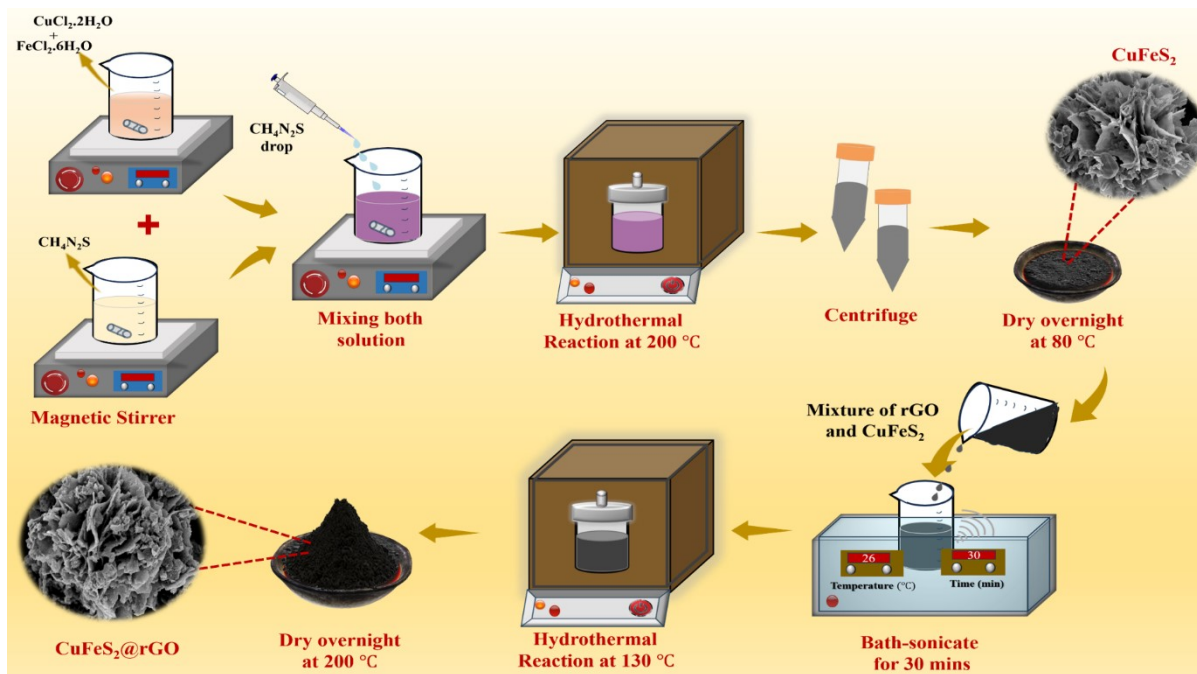 CuCl₂.2H₂O
+
FeCl₂.6H₂O
CH₄N₂S
Magnetic Stirrer
CH₄N₂S
drop
Mixing both
solution
Hydrothermal
Reaction at 200 °C
Centrifuge
CuFeS₂
Dry overnight
at 80 °C
Mixture of rGO
and CuFeS₂
26
30
Temperature (°C)
Time (min)
Bath-sonicate
for 30 mins
Hydrothermal
Reaction at 130 °C
Dry overnight
at 200 °C
CuFeS₂@rGO